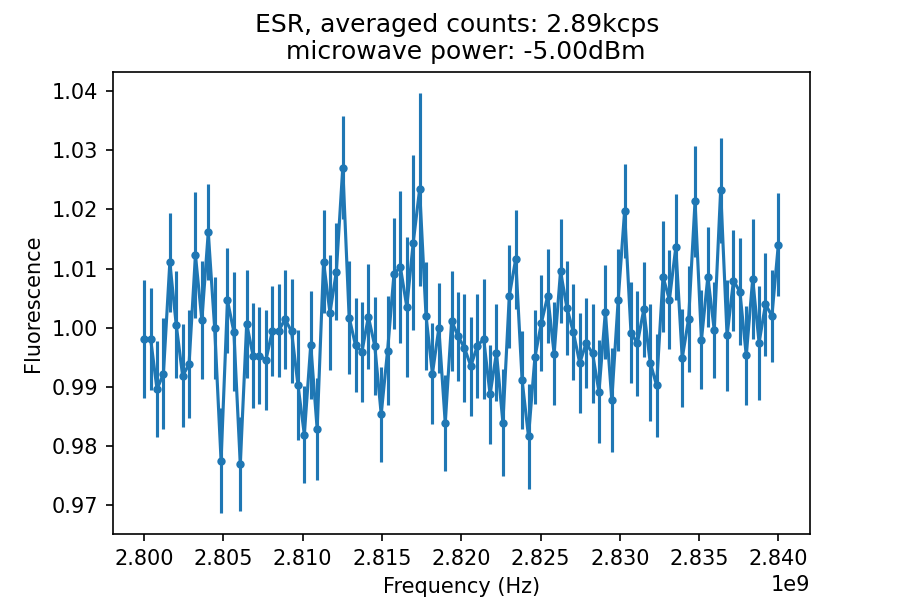 ESR, averaged counts: 2.89kcps
microwave power: -5.00dBm
1.04
1.03
1.02
1.01
1.00
0.99
0.98
0.97
Fluorescence
2.800 2.805 2.810 2.815 2.820 2.825 2.830 2.835 2.840
Frequency (Hz)
1e9